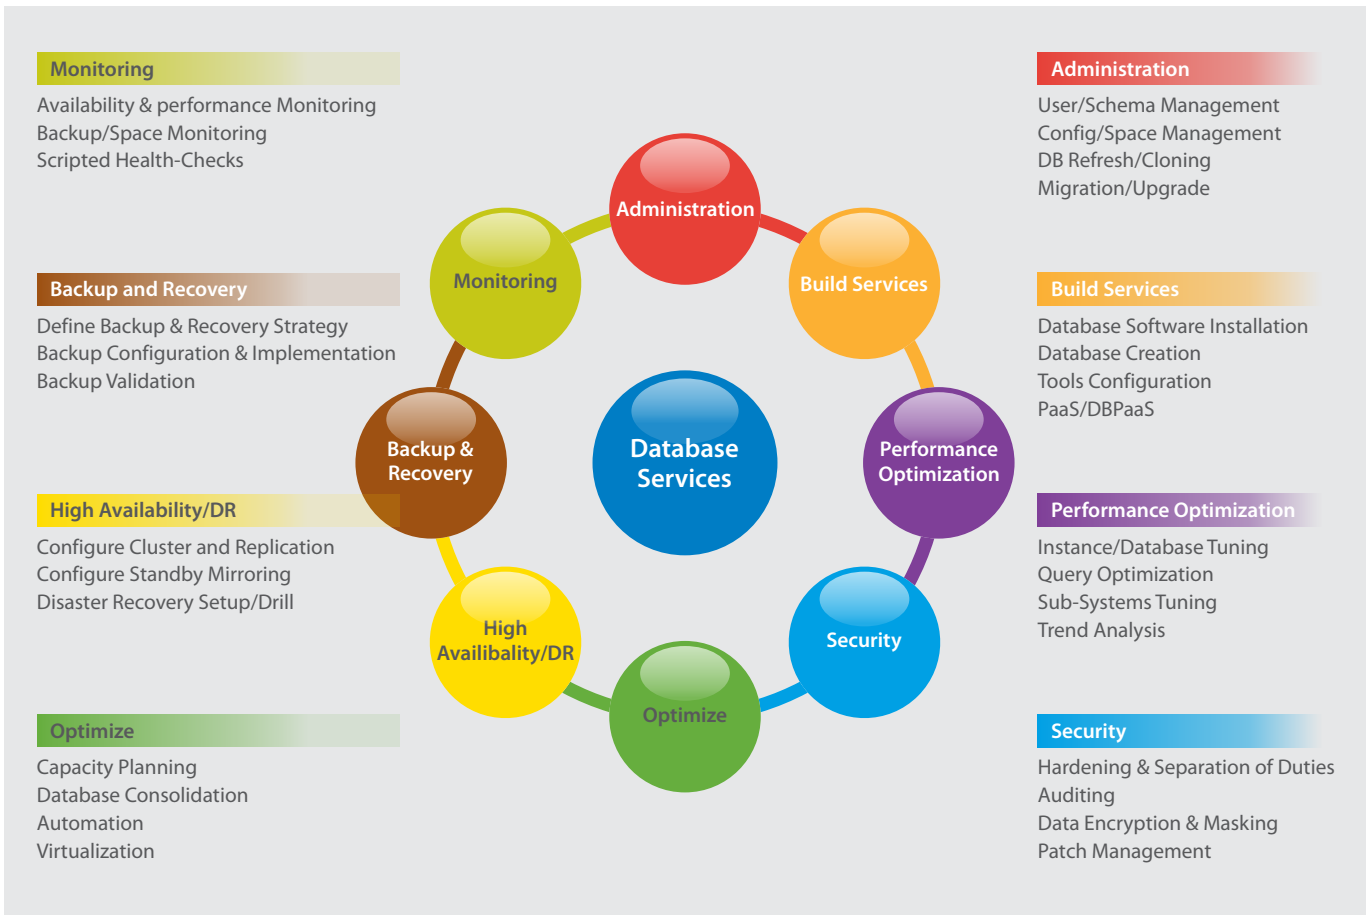 Monitoring
Availability & performance Monitoring
Backup/Space Monitoring
Scripted Health-Checks
Backup and Recovery
Define Backup & Recovery Strategy
Backup Configuration & Implementation
Backup Validation
High Availability/DR
Configure Cluster and Replication
Configure Standby Mirroring
Disaster Recovery Setup/Drill
Optimize
Capacity Planning
Database Consolidation
Automation
Virtualization
Administration
Monitoring
Build Services
Backup &
Recovery
Database
Services
Performance
Optimization
High
Availibality/DR
Security
Optimize
Administration
User/Schema Management
Config/Space Management
DB Refresh/Cloning
Migration/Upgrade
Build Services
Database Software Installation
Database Creation
Tools Configuration
PaaS/DBPaaS
Performance Optimization
Instance/Database Tuning
Query Optimization
Sub-Systems Tuning
Trend Analysis
Security
Hardening & Separation of Duties
Auditing
Data Encryption & Masking
Patch Management